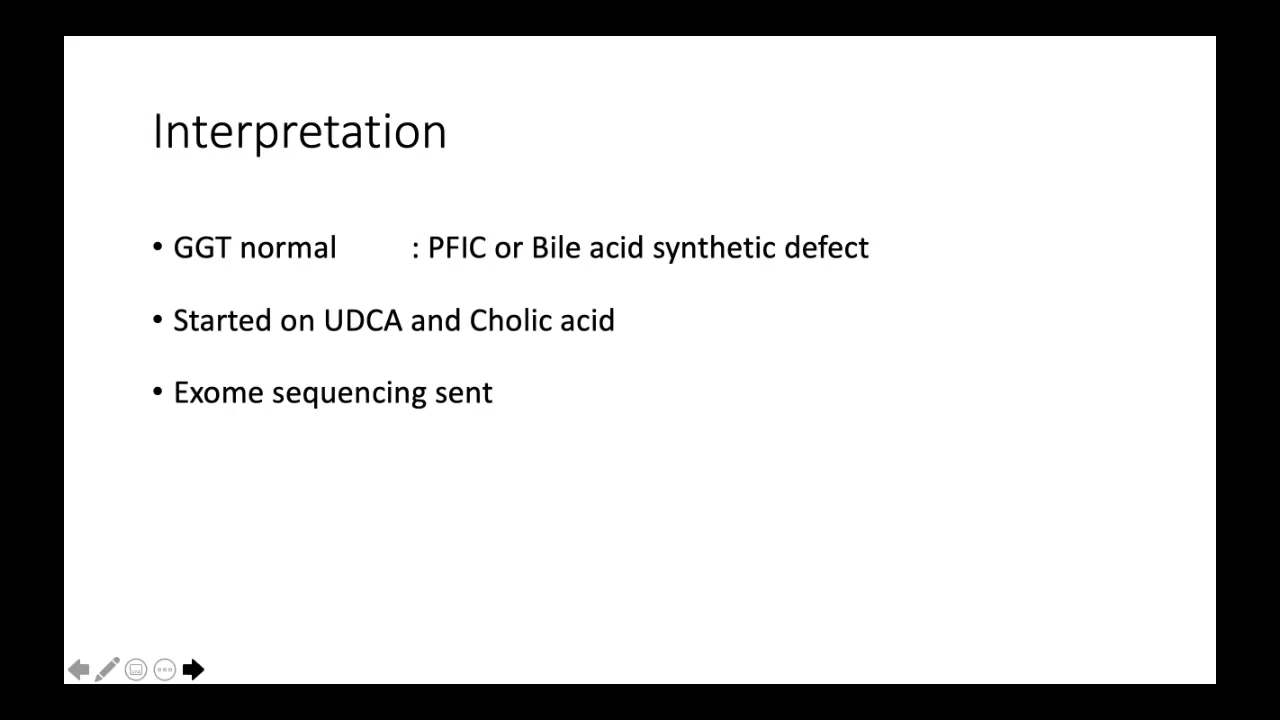 Interpretation
• GGT normal : PFIC or Bile acid synthetic defect
• Started on UDCA and Cholic acid
• Exome sequencing sent